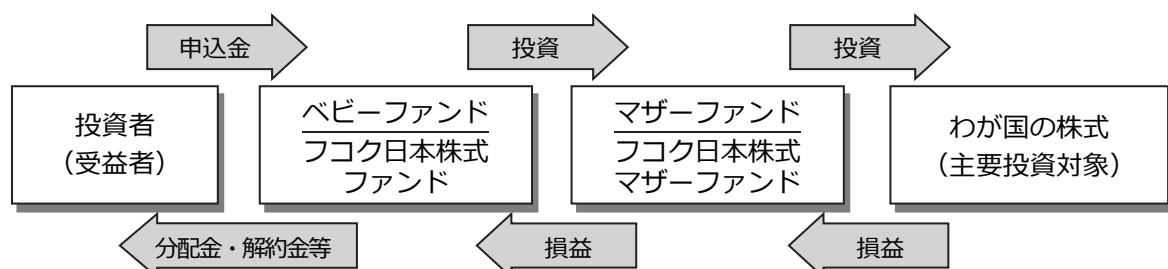 申込金
投資
投資
投資者
(受益者)
ベビーファンド
フコク日本株式
ファンド
マザーファンド
フコク日本株式
マザーファンド
わが国の株式
(主要投資対象)
分配金・解約金等
損益
損益